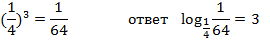 (1/4)³ = 1/64 ответ log_{1/4} 1/64 = 3